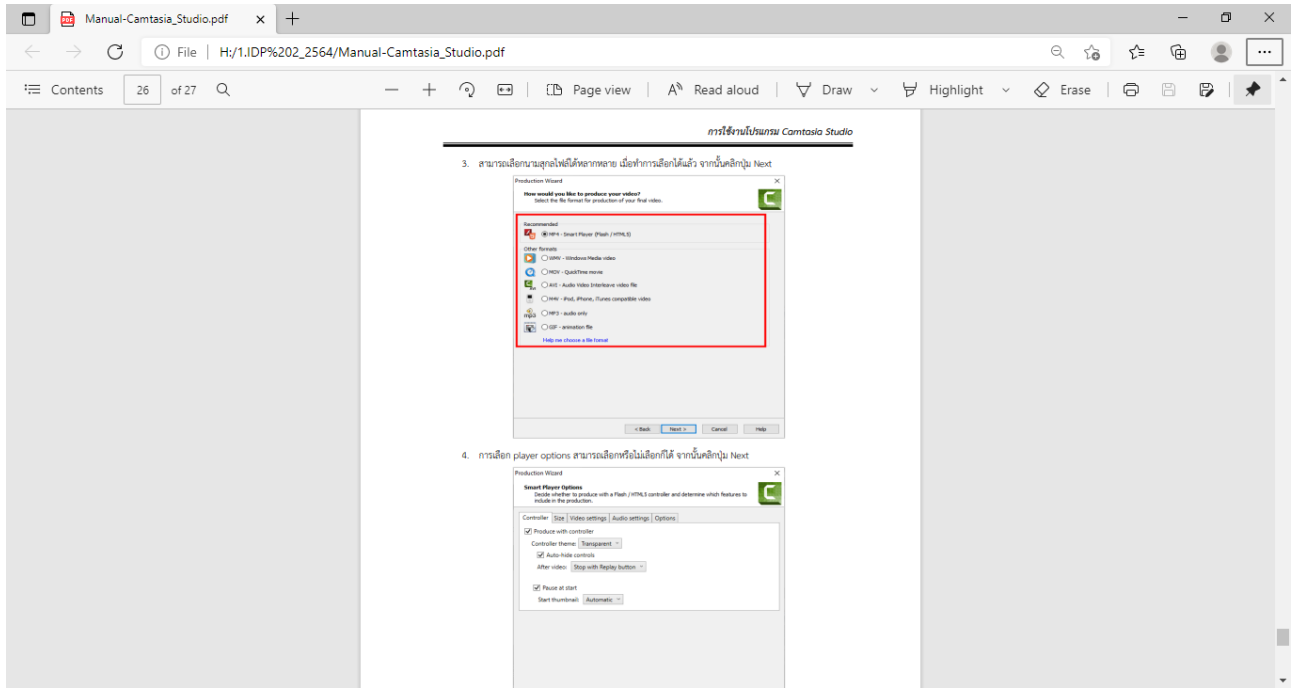 Manual-Camtasia_Studio.pdf
File | H:/1.IDP%202_2564/Manual-Camtasia_Studio.pdf
Contents 26 of 27 Page view Read aloud Draw Highlight Erase
การใช้งานโปรแกรม Camtasia Studio
3. สามารถเลือกนามสุกลไฟล์ได้หลากหลาย เมื่อทำการเลือกได้แล้ว จากนั้นคลิกปุ่ม Next
Production Wizard
How would you like to produce your video?
Select the file format for production of your final video.
Recommended
MP4 - Smart Player (Flash / HTML5)
Other formats
WMV - Windows Media video
MOV - QuickTime movie
AVI - Audio Video Interleave video file
M4V - iPod, iPhone, iTunes compatible video
MP3 - audio only
GIF - animation file
Help me choose a file format
< Back Next > Cancel Help
4. การเลือก player options สามารถเลือกหรือไม่เลือกก็ได้ จากนั้นคลิกปุ่ม Next
Production Wizard
Smart Player Options
Decide whether to produce with a Flash / HTML5 controller and determine which features to
include in the production.
Controller Size Video settings Audio settings Options
Produce with controller
Controller theme: Transparent
Auto-hide controls
After video: Stop with Replay button
Pause at start
Start thumbnail: Automatic